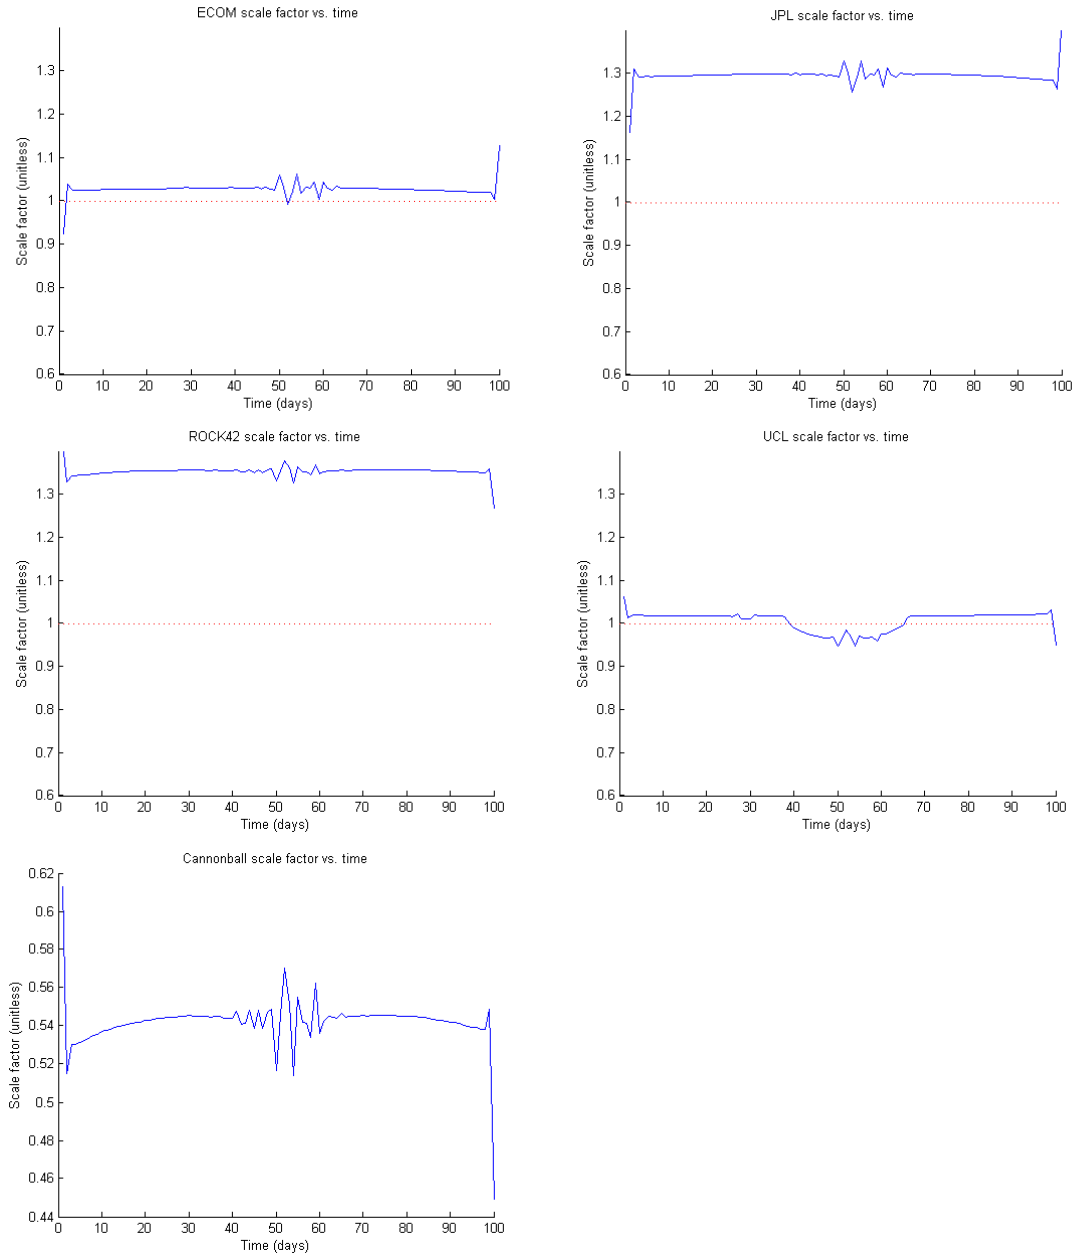 ECOM scale factor vs. time
1.3
1.2
1.1
1
0.9
0.8
0.7
0.6
Scale factor (unitless)
0 10 20 30 40 50 60 70 80 90 100
Time (days)
JPL scale factor vs. time
1.3
1.2
1.1
1
0.9
0.8
0.7
0.6
Scale factor (unitless)
0 10 20 30 40 50 60 70 80 90 100
Time (days)
ROCK42 scale factor vs. time
1.3
1.2
1.1
1
0.9
0.8
0.7
0.6
Scale factor (unitless)
0 10 20 30 40 50 60 70 80 90 100
Time (days)
UCL scale factor vs. time
1.3
1.2
1.1
1
0.9
0.8
0.7
0.6
Scale factor (unitless)
0 10 20 30 40 50 60 70 80 90 100
Time (days)
Cannonball scale factor vs. time
0.62
0.6
0.58
0.56
0.54
0.52
0.5
0.48
0.46
0.44
Scale factor (unitless)
0 10 20 30 40 50 60 70 80 90 100
Time (days)